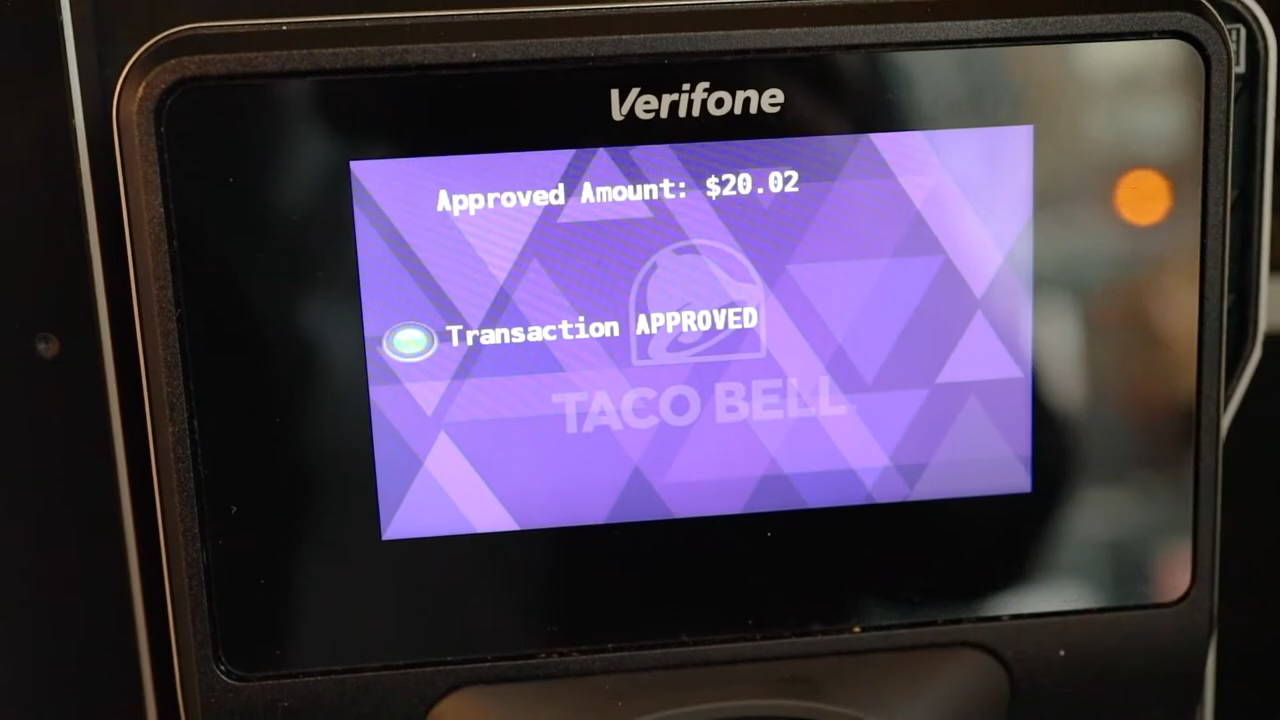 Verifone
Approved Amount: $20.02
Transaction APPROVED
TACO BELL